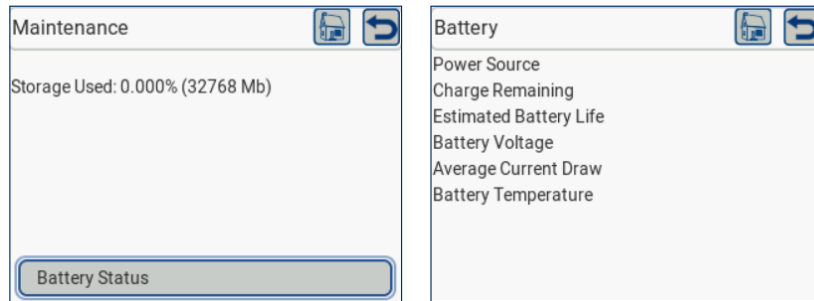 Maintenance
Storage Used: 0.000% (32768 Mb)
Battery Status
Battery
Power Source
Charge Remaining
Estimated Battery Life
Battery Voltage
Average Current Draw
Battery Temperature